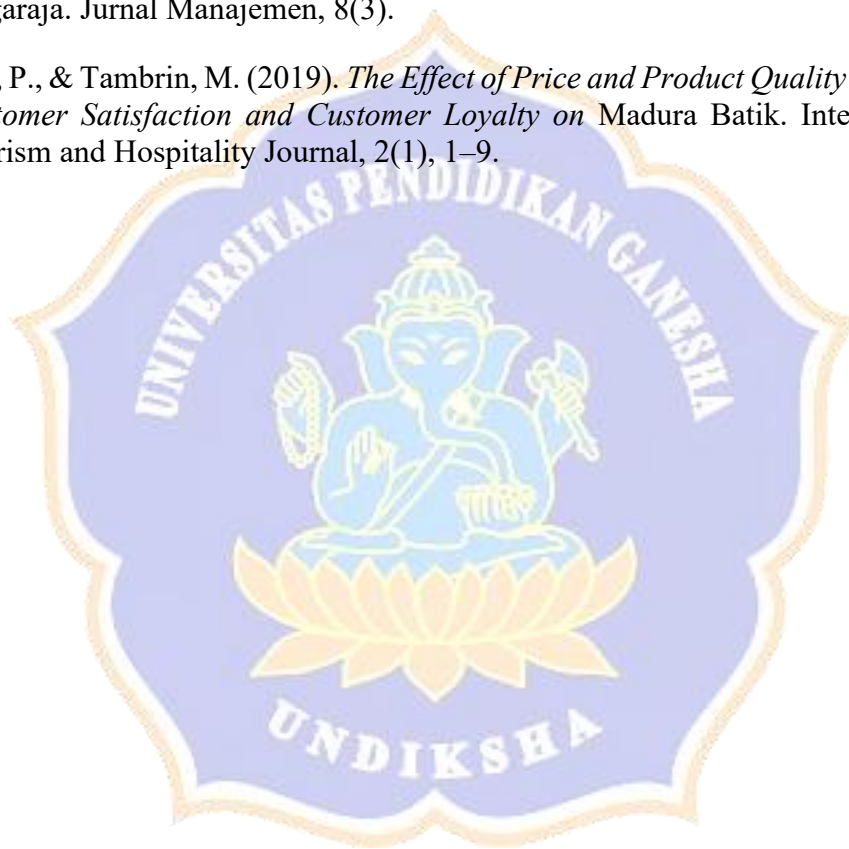 garaja. Jurnal Manajemen, 8(3).
, P., & Tambrin, M. (2019). The Effect of Price and Product Quality
tomer Satisfaction and Customer Loyalty on Madura Batik. Inte
rism and Hospitality Journal, 2(1), 1–9.
UNIVERSITAS PENDIDIKAN GANESHA
UNDIKSHA